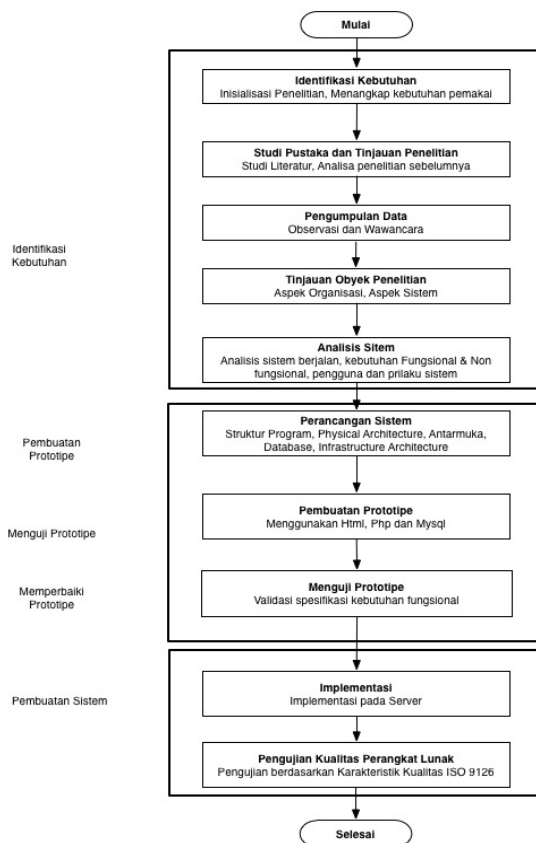 Mulai
Identifikasi Kebutuhan
Inisialisasi Penelitian, Menangkap kebutuhan pemakai
Studi Pustaka dan Tinjauan Penelitian
Studi Literatur, Analisa penelitian sebelumnya
Pengumpulan Data
Observasi dan Wawancara
Identifikasi
Kebutuhan
Tinjauan Obyek Penelitian
Aspek Organisasi, Aspek Sistem
Analisis Sitem
Analisis sistem berjalan, kebutuhan Fungsional & Non
fungsional, pengguna dan prilaku sistem
Perancangan Sistem
Struktur Program, Physical Architecture, Antarmuka,
Database, Infrastructure Architecture
Pembuatan
Prototipe
Pembuatan Prototipe
Menggunakan Html, Php dan Mysql
Menguji Prototipe
Memperbaiki
Prototipe
Menguji Prototipe
Validasi spesifikasi kebutuhan fungsional
Pembuatan Sistem
Implementasi
Implementasi pada Server
Pengujian Kualitas Perangkat Lunak
Pengujian berdasarkan Karakteristik Kualitas ISO 9126
Selesai